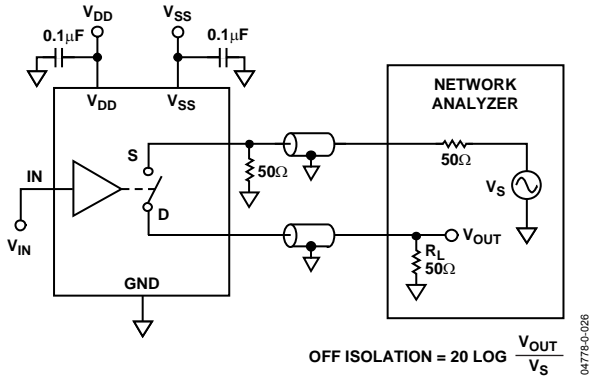 V_DD V_SS
0.1µF 0.1µF
V_DD V_SS
NETWORK
ANALYZER
S
50Ω 50Ω
IN
V_S
D
V_IN
V_OUT
R_L
50Ω
GND
OFF ISOLATION = 20 LOG V_OUT / V_S
04778-0-026